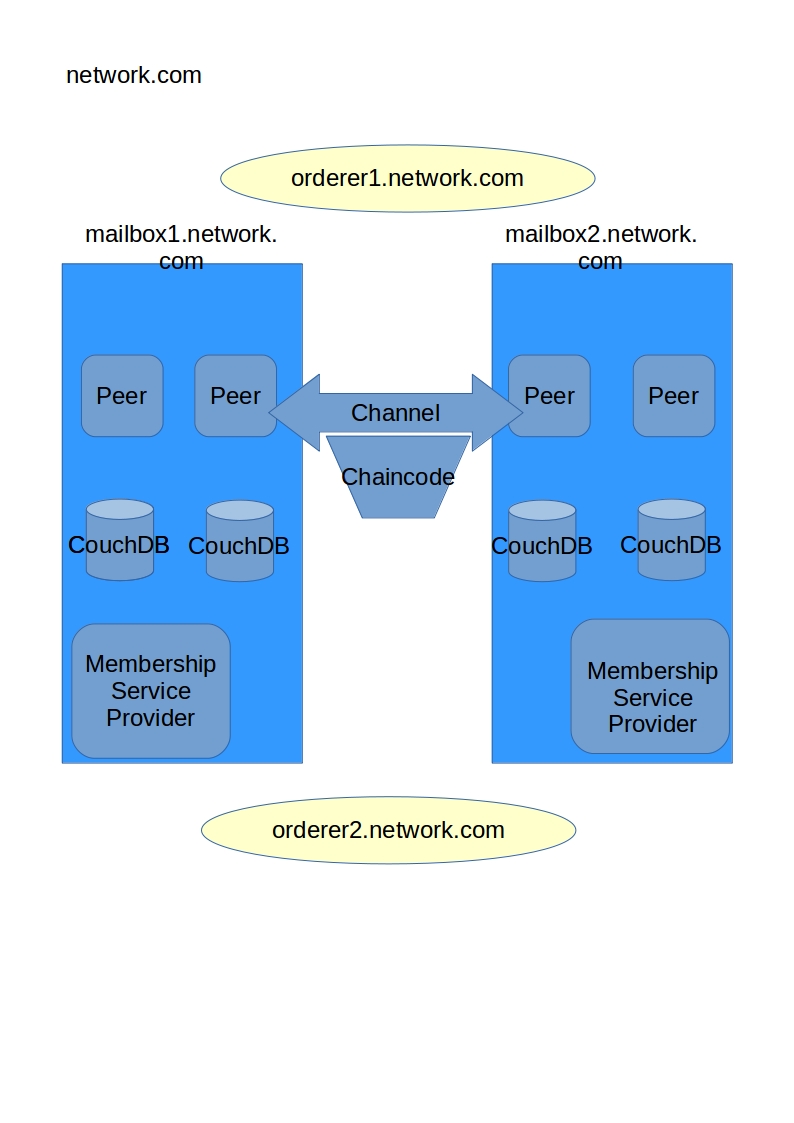 network.com
orderer1.network.com
mailbox1.network.
com
mailbox2.network.
com
Peer
Peer
Channel
Peer
Peer
Chaincode
CouchDB
CouchDB
CouchDB
CouchDB
Membership
Service
Provider
Membership
Service
Provider
orderer2.network.com